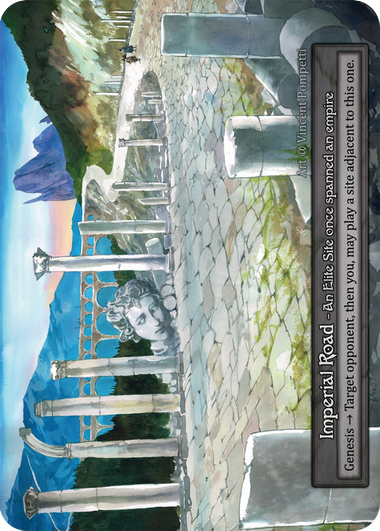 Art @ Vincent Pompetti
Imperial Road – An Elite Site once spanned an empire
Genesis → Target opponent, then you, may play a site adjacent to this one.